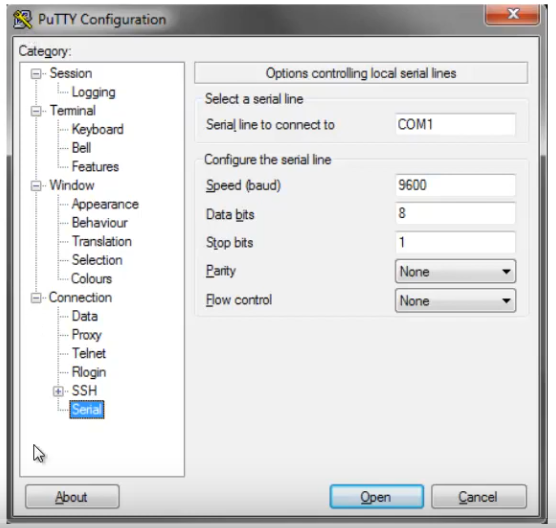 PuTTY Configuration
Category:
Session
Logging
Terminal
Keyboard
Bell
Features
Window
Appearance
Behaviour
Translation
Selection
Colours
Connection
Data
Proxy
Telnet
Rlogin
SSH
Serial
Options controlling local serial lines
Select a serial line
Serial line to connect to COM1
Configure the serial line
Speed (baud) 9600
Data bits 8
Stop bits 1
Parity None
Flow control None
About Open Cancel